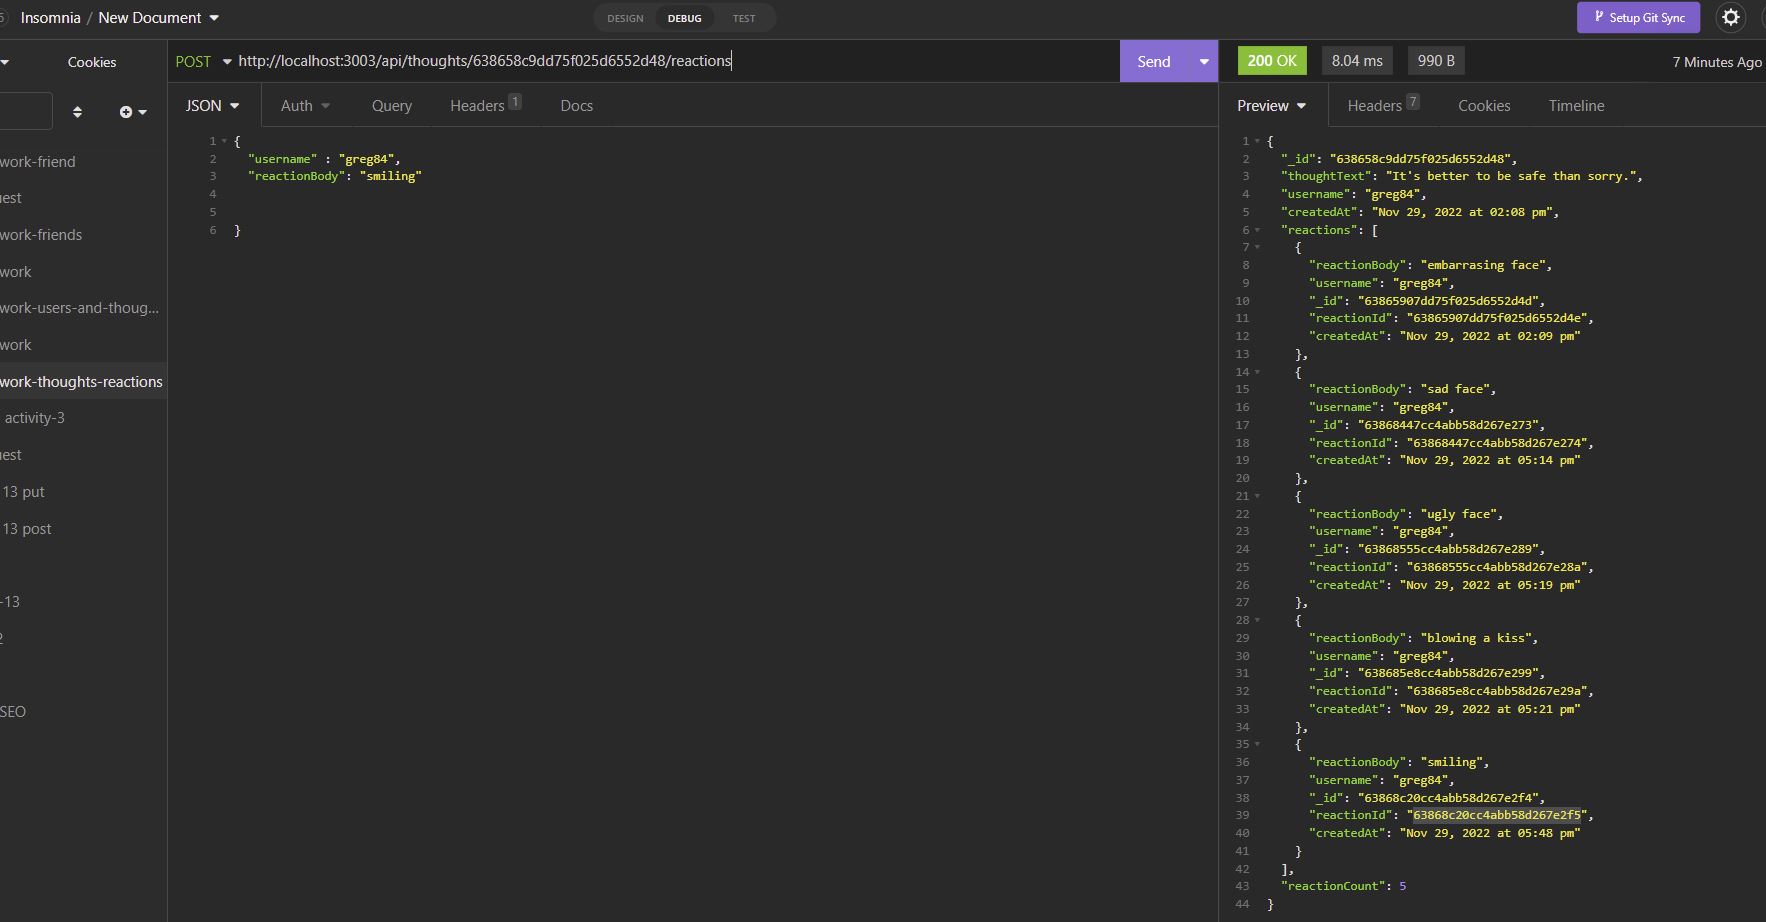 Insomnia / New Document
DESIGN DEBUG TEST
Setup Git Sync
Cookies
POST http://localhost:3003/api/thoughts/638658c9dd75f025d6552d48/reactions
Send
200 OK 8.04 ms 990 B 7 Minutes Ago
work-friend
uest
work-friends
work
work-users-and-thoug...
work
work-thoughts-reactions
activity-3
uest
13 put
13 post
-13
2
SEO
JSON Auth Query Headers 1 Docs
1 {
2 "username" : "greg84",
3 "reactionBody": "smiling"
4
5
6 }
Preview Headers 7 Cookies Timeline
1 {
2 "_id": "638658c9dd75f025d6552d48",
3 "thoughtText": "It's better to be safe than sorry.",
4 "username": "greg84",
5 "createdAt": "Nov 29, 2022 at 02:08 pm",
6 "reactions": [
7 {
8 "reactionBody": "embarrasing face",
9 "username": "greg84",
10 "_id": "63865907dd75f025d6552d4d",
11 "reactionId": "63865907dd75f025d6552d4e",
12 "createdAt": "Nov 29, 2022 at 02:09 pm"
13 },
14 {
15 "reactionBody": "sad face",
16 "username": "greg84",
17 "_id": "63868447cc4abb58d267e273",
18 "reactionId": "63868447cc4abb58d267e274",
19 "createdAt": "Nov 29, 2022 at 05:14 pm"
20 },
21 {
22 "reactionBody": "ugly face",
23 "username": "greg84",
24 "_id": "63868555cc4abb58d267e289",
25 "reactionId": "63868555cc4abb58d267e28a",
26 "createdAt": "Nov 29, 2022 at 05:19 pm"
27 },
28 {
29 "reactionBody": "blowing a kiss",
30 "username": "greg84",
31 "_id": "638685e8cc4abb58d267e299",
32 "reactionId": "638685e8cc4abb58d267e29a",
33 "createdAt": "Nov 29, 2022 at 05:21 pm"
34 },
35 {
36 "reactionBody": "smiling",
37 "username": "greg84",
38 "_id": "63868c20cc4abb58d267e2f4",
39 "reactionId": "63868c20cc4abb58d267e2f5",
40 "createdAt": "Nov 29, 2022 at 05:48 pm"
41 }
42 ],
43 "reactionCount": 5
44 }